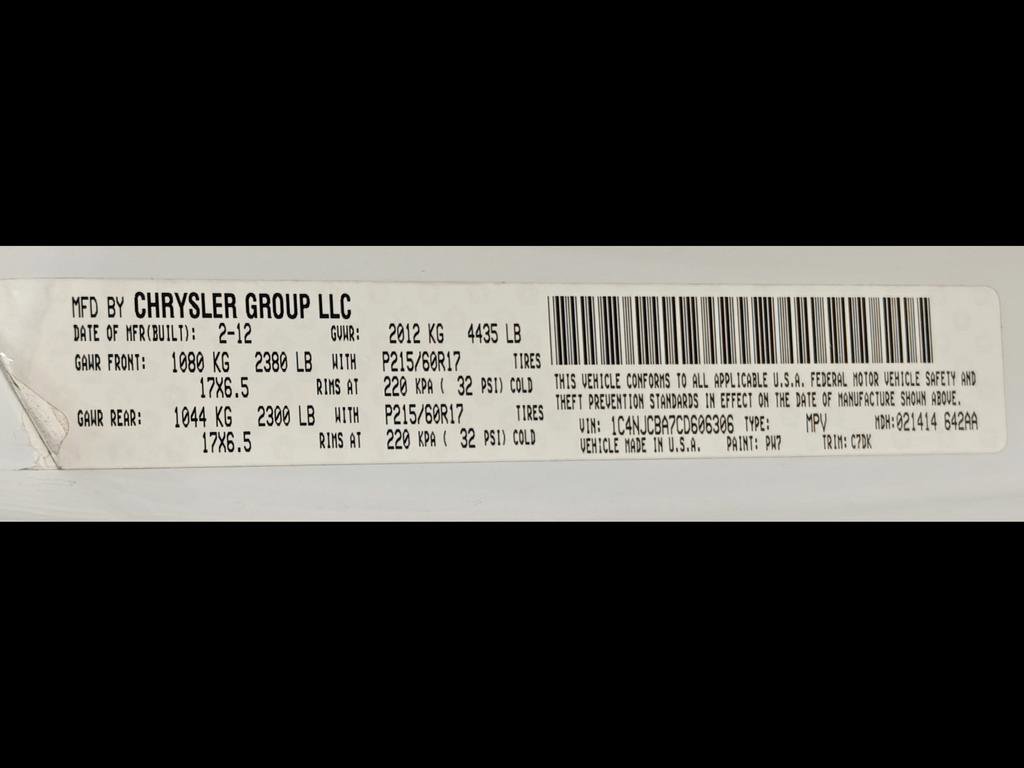 MFD BY CHRYSLER GROUP LLC
DATE OF MFR(BUILT): 2-12 GVWR: 2012 KG 4435 LB
GAWR FRONT: 1080 KG 2380 LB WITH P215/60R17 TIRES
17X6.5 RIMS AT 220 KPA ( 32 PSI) COLD
GAWR REAR: 1044 KG 2300 LB WITH P215/60R17 TIRES
17X6.5 RIMS AT 220 KPA ( 32 PSI) COLD
THIS VEHICLE CONFORMS TO ALL APPLICABLE U.S.A. FEDERAL MOTOR VEHICLE SAFETY AND
THEFT PREVENTION STANDARDS IN EFFECT ON THE DATE OF MANUFACTURE SHOWN ABOVE.
VIN: 1C4NJCBA7CD606306 TYPE: MPV MDH:021414 642AA
VEHICLE MADE IN U.S.A. PAINT: PW7 TRIM: C7DK